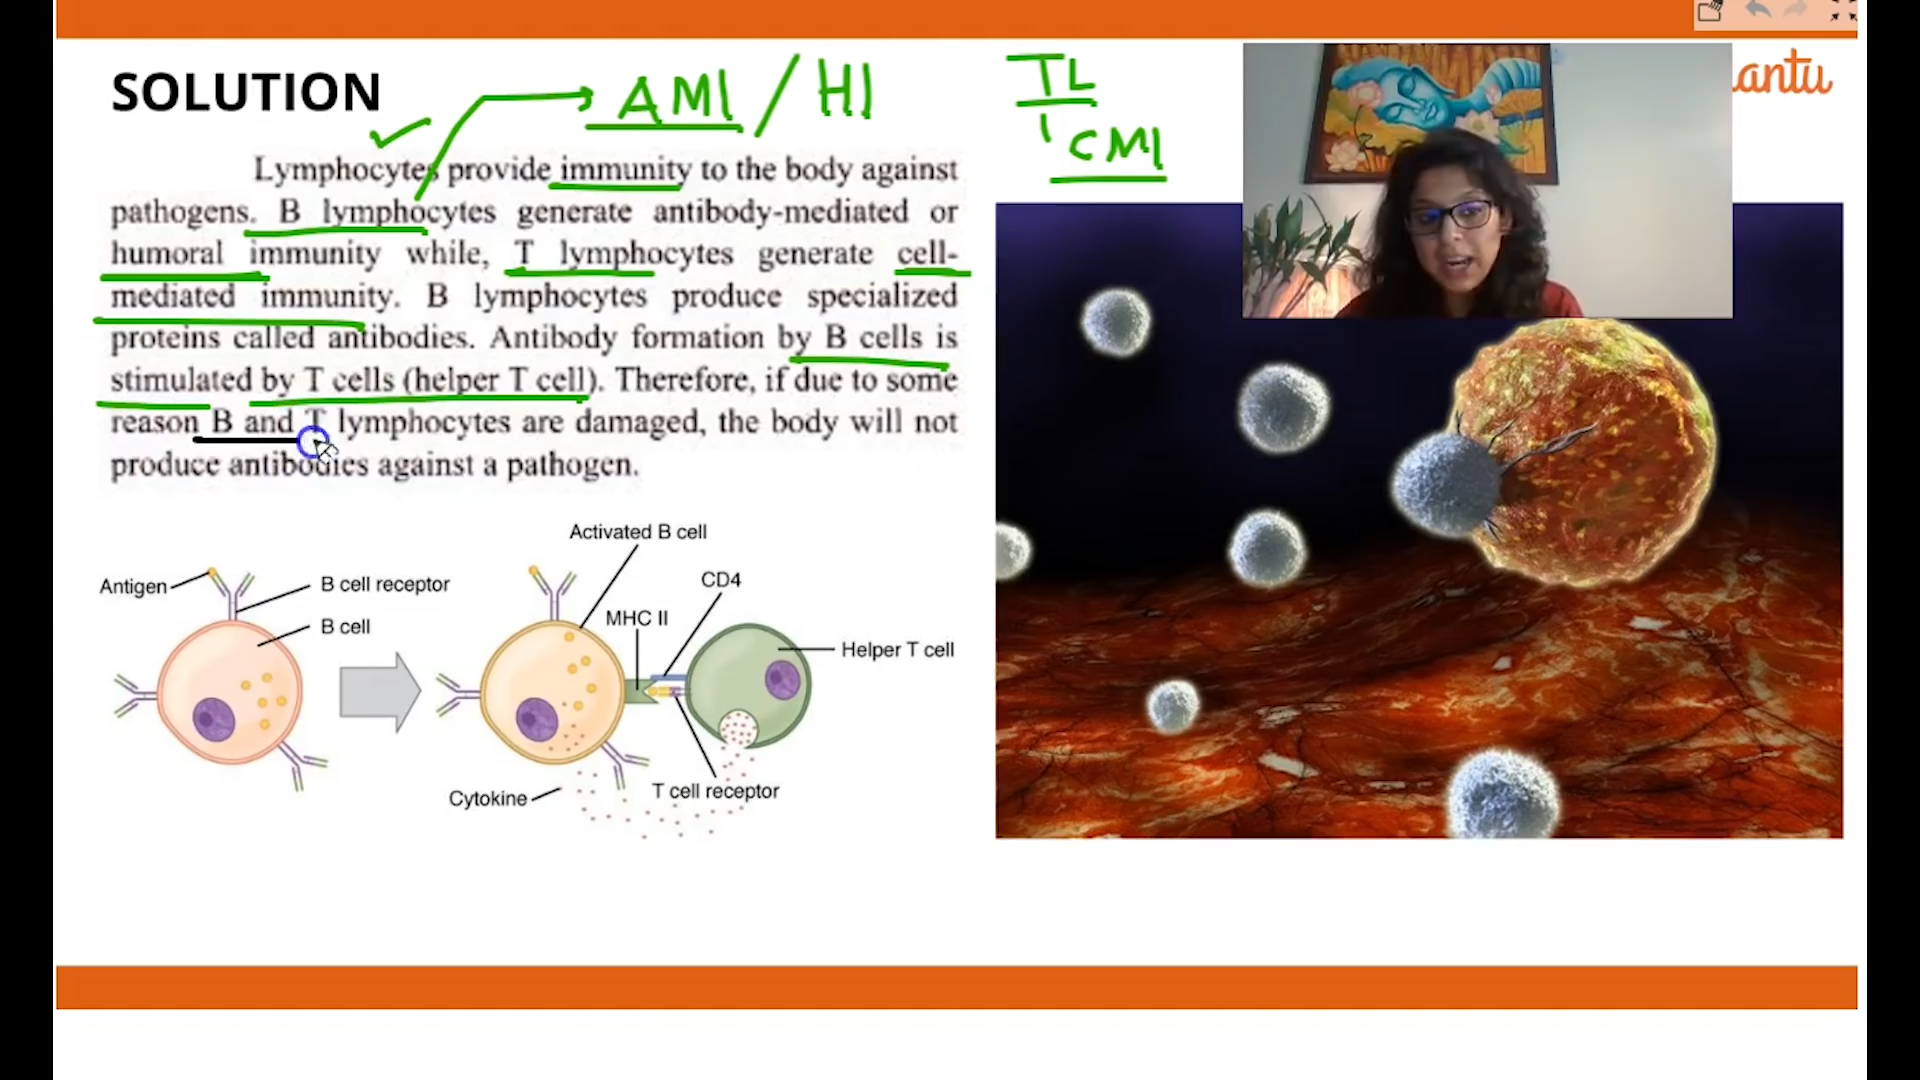 SOLUTION
AMI / HI
TL
CMI
antu
Lymphocytes provide immunity to the body against
pathogens. B lymphocytes generate antibody-mediated or
humoral immunity while, T lymphocytes generate cell-
mediated immunity. B lymphocytes produce specialized
proteins called antibodies. Antibody formation by B cells is
stimulated by T cells (helper T cell). Therefore, if due to some
reason B and T lymphocytes are damaged, the body will not
produce antibodies against a pathogen.
Activated B cell
Antigen
B cell receptor
CD4
B cell
MHC II
Helper T cell
Cytokine
T cell receptor